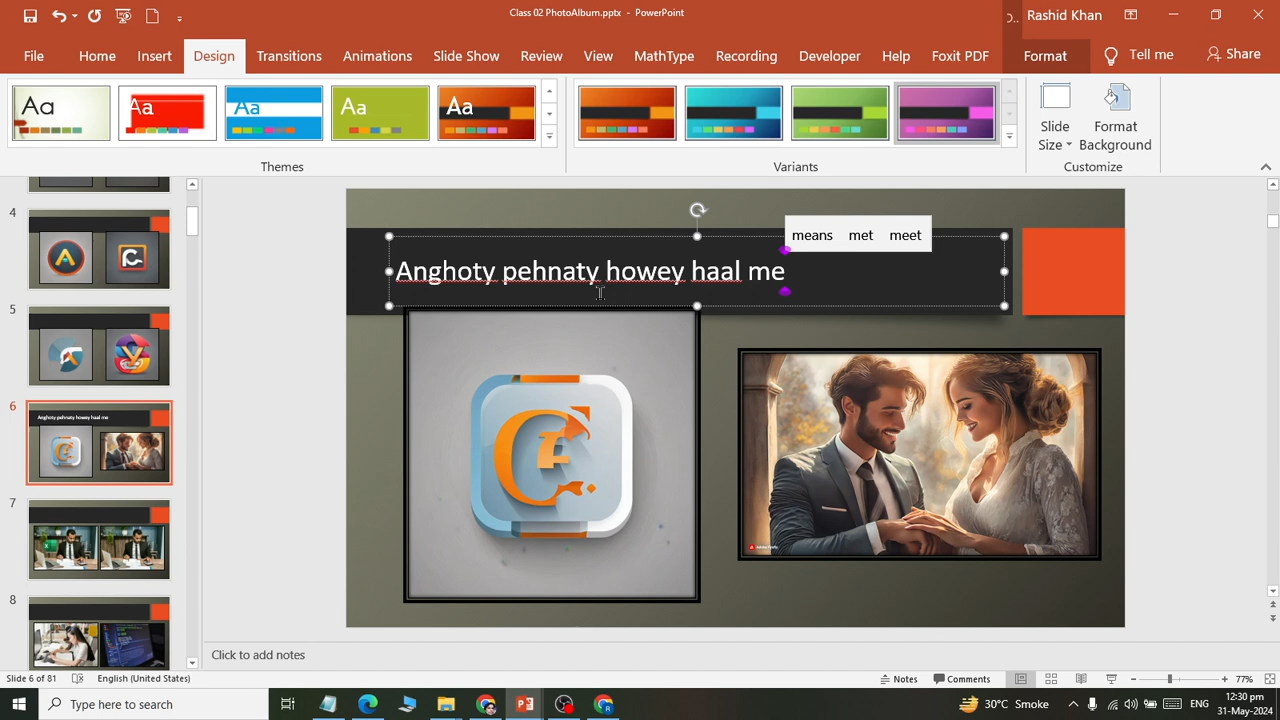 Class 02 PhotoAlbum.pptx - PowerPoint
D..
Rashid Khan
File
Home
Insert
Design
Transitions
Animations
Slide Show
Review
View
MathType
Recording
Developer
Help
Foxit PDF
Format
Tell me
Share
Aa
Aa
Aa
Aa
Aa
Slide Size
Format Background
Themes
Variants
Customize
means met meet
Anghoty pehnaty howey haal me
4
5
6
Anghoty pehnaty howey haal me
7
8
Adobe Firefly
Click to add notes
Slide 6 of 81
English (United States)
Notes
Comments
77%
Type here to search
30°C Smoke
ENG
12:30 pm
31-May-2024